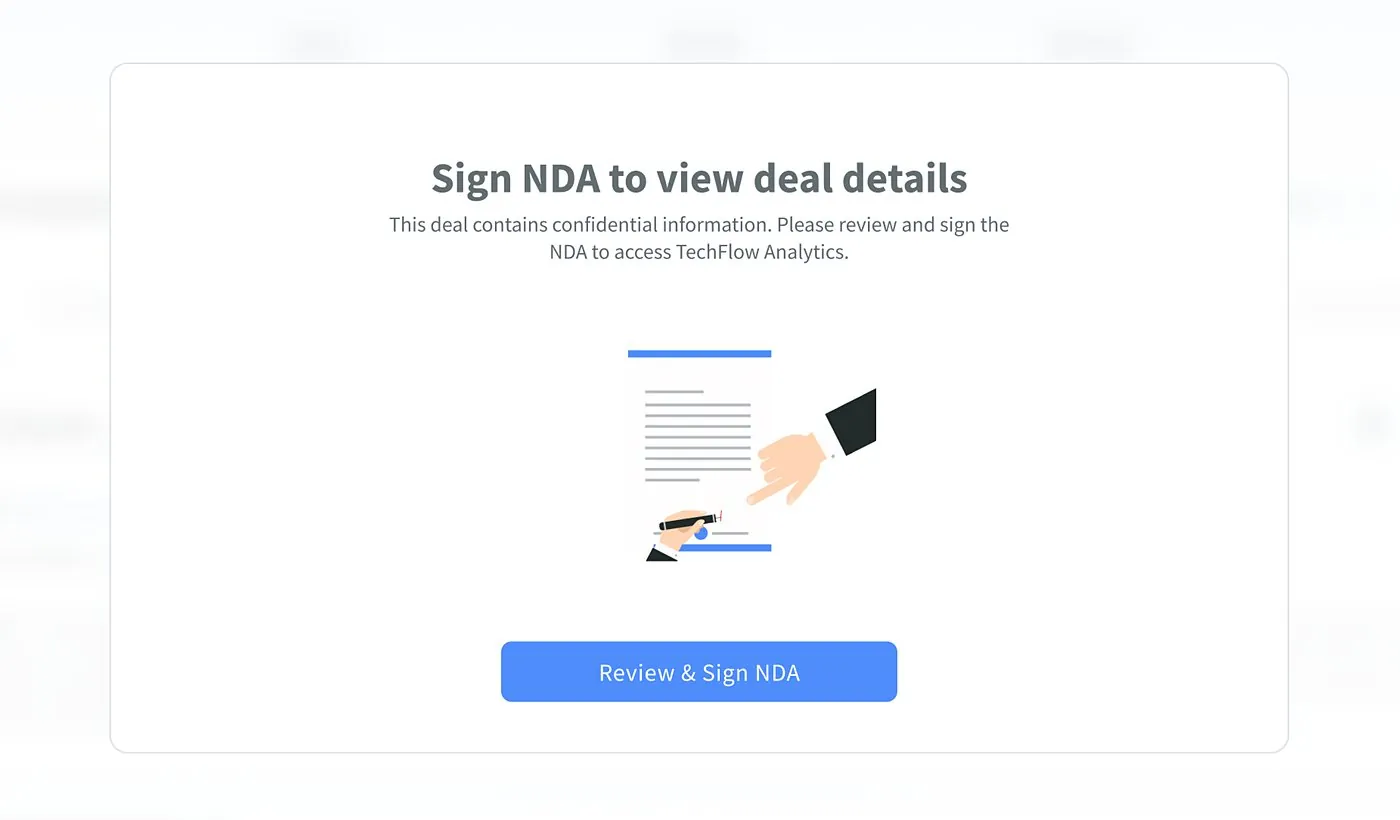 Sign NDA to view deal details
This deal contains confidential information. Please review and sign the
NDA to access TechFlow Analytics.
Review & Sign NDA